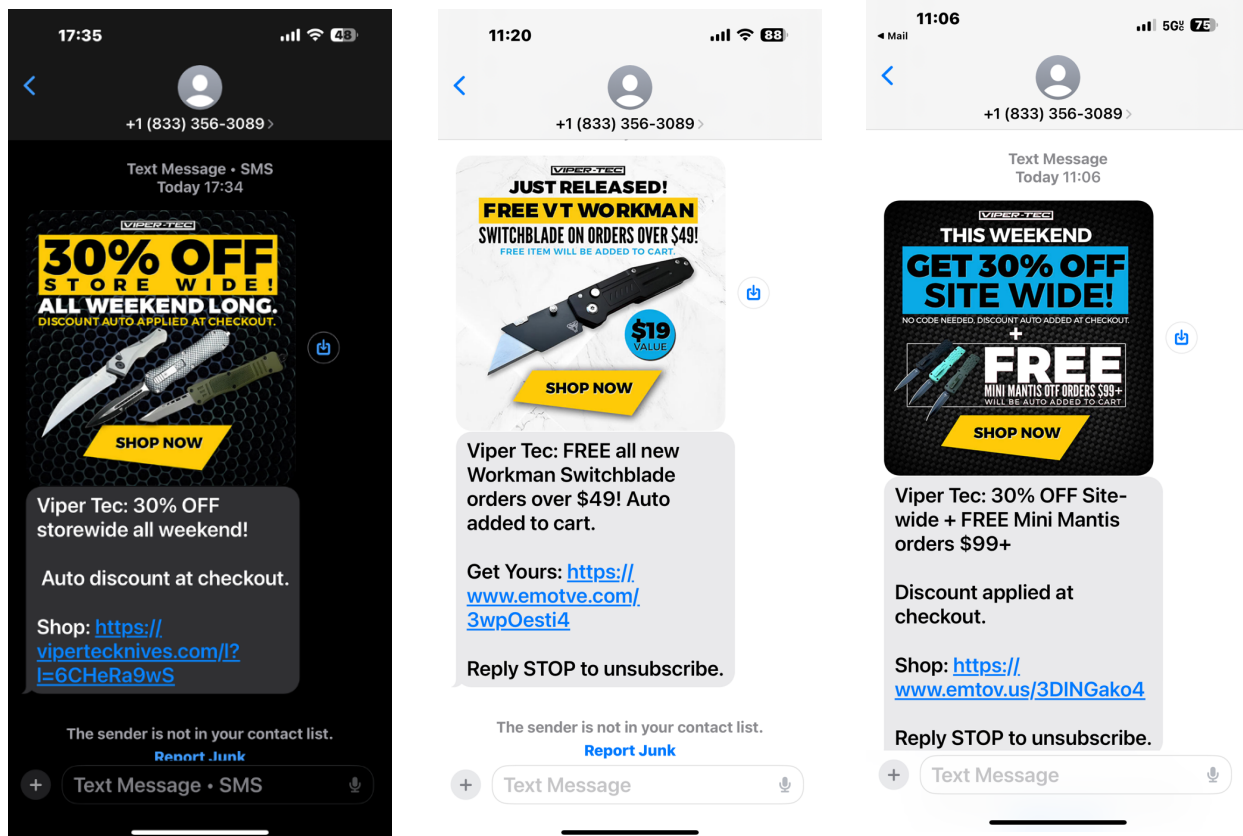 17:35
48
+1 (833) 356-3089
Text Message • SMS
Today 17:34
VIPER-TEC
30% OFF
STORE WIDE!
ALL WEEKEND LONG.
DISCOUNT AUTO APPLIED AT CHECKOUT.
SHOP NOW
Viper Tec: 30% OFF
storewide all weekend!
Auto discount at checkout.
Shop: https://
vipertecknives.com/l?
l=6CHeRa9wS
The sender is not in your contact list.
Report Junk
Text Message • SMS
11:20
88
+1 (833) 356-3089
VIPER-TEC
JUST RELEASED!
FREE VT WORKMAN
SWITCHBLADE ON ORDERS OVER $49!
FREE ITEM WILL BE ADDED TO CART.
$19
VALUE
SHOP NOW
Viper Tec: FREE all new
Workman Switchblade
orders over $49! Auto
added to cart.
Get Yours: https://
www.emotve.com/
3wpOesti4
Reply STOP to unsubscribe.
The sender is not in your contact list.
Report Junk
Text Message
11:06
Mail
5G
75
+1 (833) 356-3089
Text Message
Today 11:06
VIPER-TEC
THIS WEEKEND
GET 30% OFF
SITE WIDE!
NO CODE NEEDED, DISCOUNT AUTO ADDED AT CHECKOUT.
+
FREE
MINI MANTIS OTF ORDERS $99+
WILL BE AUTO ADDED TO CART
SHOP NOW
Viper Tec: 30% OFF Site-
wide + FREE Mini Mantis
orders $99+
Discount applied at
checkout.
Shop: https://
www.emtov.us/3DINGako4
Reply STOP to unsubscribe.
Text Message